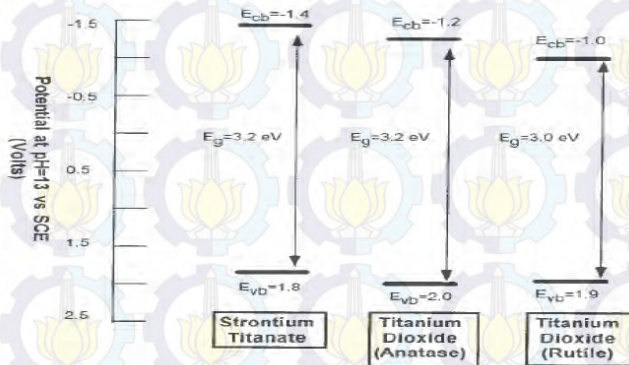 Potential at pH=13 vs SCE
(Volts)
-1.5
-0.5
0.5
1.5
2.5
Ecb=-1.4
Eg=3.2 eV
Evb=1.8
Strontium
Titanate
Ecb=-1.2
Eg=3.2 eV
Evb=2.0
Titanium
Dioxide
(Anatase)
Ecb=-1.0
Eg=3.0 eV
Evb=1.9
Titanium
Dioxide
(Rutile)